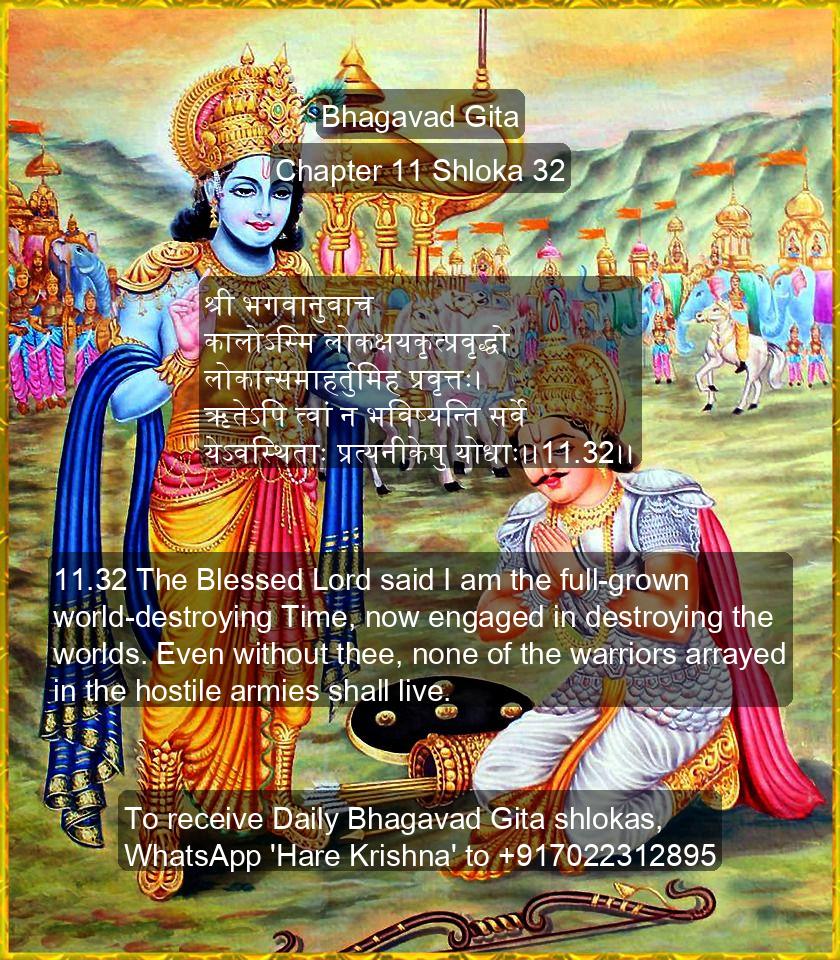 Bhagavad Gita
Chapter 11 Shloka 32
श्री भगवानुवाच
कालोऽस्मि लोकक्षयकृत्प्रवृद्धो
लोकान्समाहर्तुमिह प्रवृत्तः।
ऋतेऽपि त्वां न भविष्यन्ति सर्वे
येऽवस्थिताः प्रत्यनीकेषु योधाः।।11.32।।
11.32 The Blessed Lord said I am the full-grown
world-destroying Time, now engaged in destroying the
worlds. Even without thee, none of the warriors arrayed
in the hostile armies shall live.
To receive Daily Bhagavad Gita shlokas,
WhatsApp 'Hare Krishna' to +917022312895